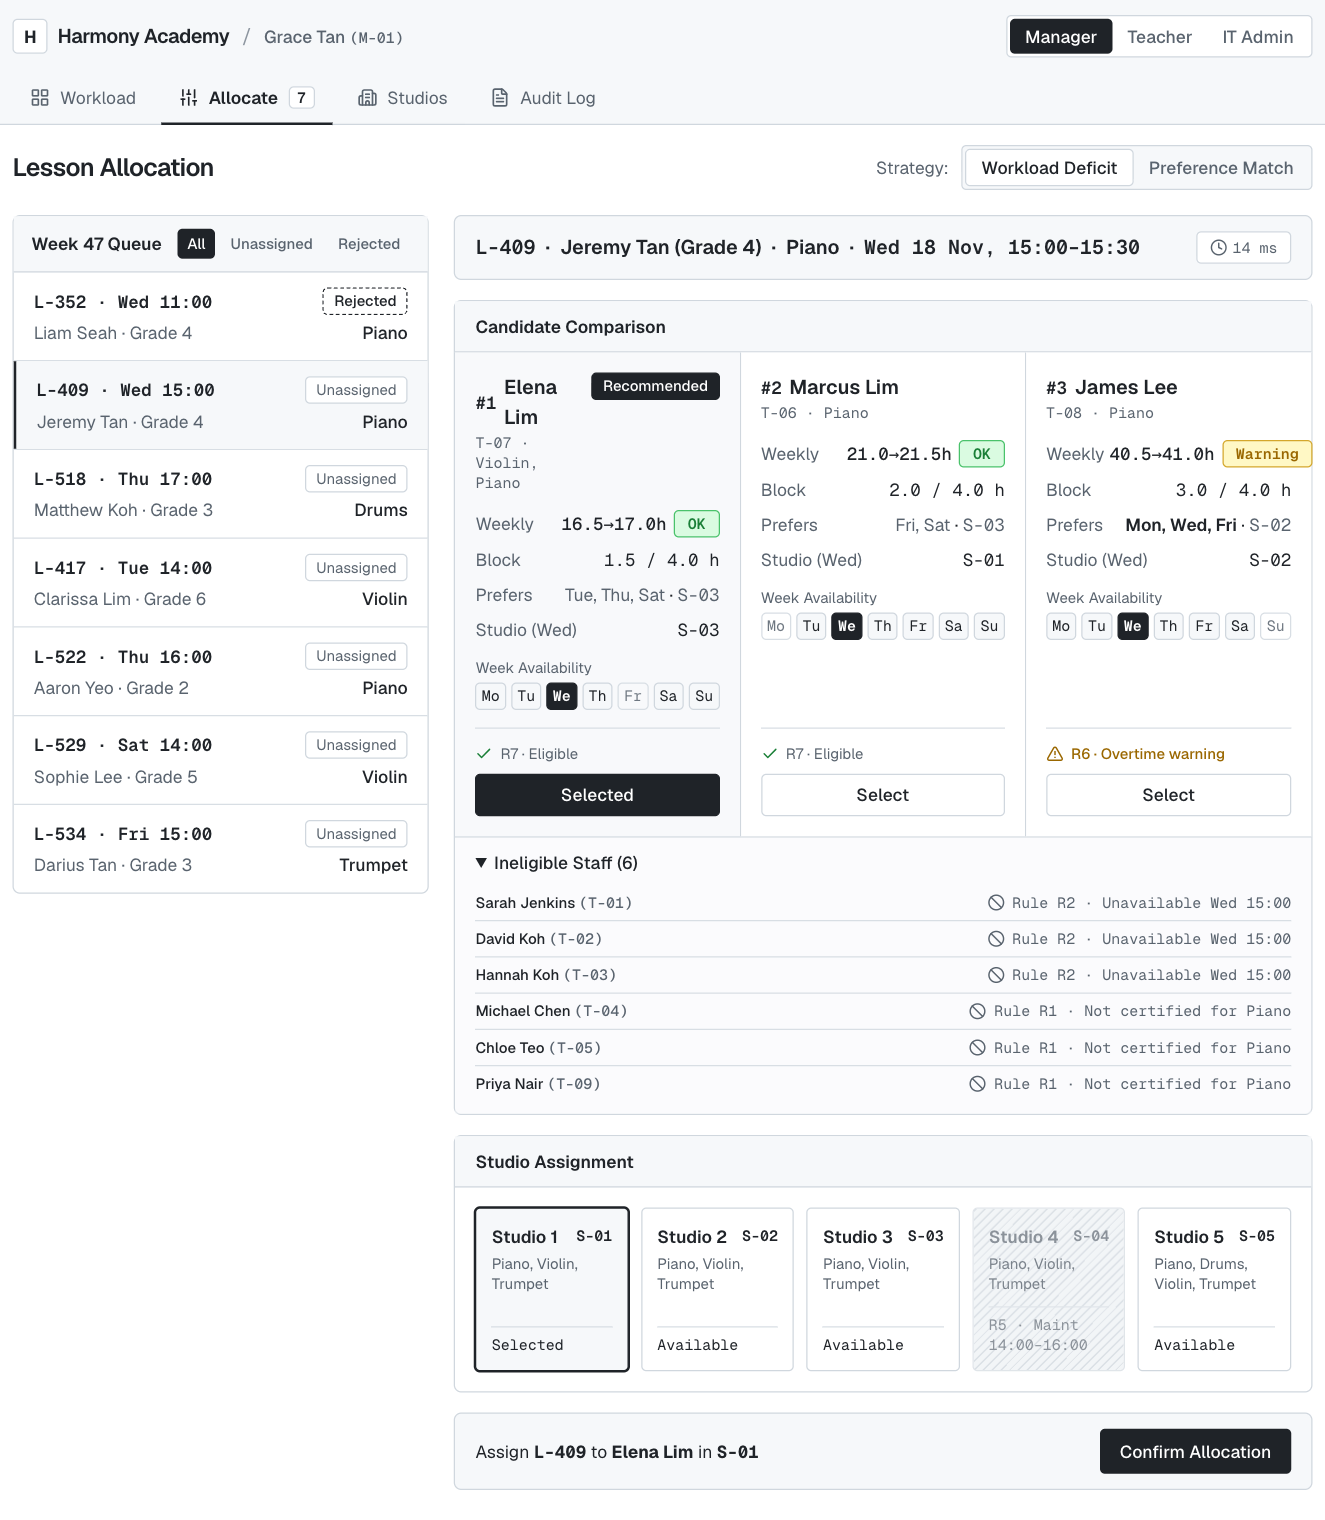 H Harmony Academy / Grace Tan (M-01)
Manager Teacher IT Admin
Workload Allocate 7 Studios Audit Log
Lesson Allocation
Strategy: Workload Deficit Preference Match
Week 47 Queue All Unassigned Rejected
L-352 · Wed 11:00 Rejected
Liam Seah · Grade 4 Piano
L-409 · Wed 15:00 Unassigned
Jeremy Tan · Grade 4 Piano
L-518 · Thu 17:00 Unassigned
Matthew Koh · Grade 3 Drums
L-417 · Tue 14:00 Unassigned
Clarissa Lim · Grade 6 Violin
L-522 · Thu 16:00 Unassigned
Aaron Yeo · Grade 2 Piano
L-529 · Sat 14:00 Unassigned
Sophie Lee · Grade 5 Violin
L-534 · Fri 15:00 Unassigned
Darius Tan · Grade 3 Trumpet
L-409 · Jeremy Tan (Grade 4) · Piano · Wed 18 Nov, 15:00–15:30 14 ms
Candidate Comparison
#1 Elena
Lim
Recommended
T-07 ·
Violin,
Piano
Weekly 16.5→17.0h OK
Block 1.5 / 4.0 h
Prefers Tue, Thu, Sat · S-03
Studio (Wed) S-03
Week Availability
Mo Tu We Th Fr Sa Su
R7 · Eligible
Selected
#2 Marcus Lim
T-06 · Piano
Weekly 21.0→21.5h OK
Block 2.0 / 4.0 h
Prefers Fri, Sat · S-03
Studio (Wed) S-01
Week Availability
Mo Tu We Th Fr Sa Su
R7 · Eligible
Select
#3 James Lee
T-08 · Piano
Weekly 40.5→41.0h Warning
Block 3.0 / 4.0 h
Prefers Mon, Wed, Fri · S-02
Studio (Wed) S-02
Week Availability
Mo Tu We Th Fr Sa Su
R6 · Overtime warning
Select
▼ Ineligible Staff (6)
Sarah Jenkins (T-01) Rule R2 · Unavailable Wed 15:00
David Koh (T-02) Rule R2 · Unavailable Wed 15:00
Hannah Koh (T-03) Rule R2 · Unavailable Wed 15:00
Michael Chen (T-04) Rule R1 · Not certified for Piano
Chloe Teo (T-05) Rule R1 · Not certified for Piano
Priya Nair (T-09) Rule R1 · Not certified for Piano
Studio Assignment
Studio 1 S-01
Piano, Violin,
Trumpet
Selected
Studio 2 S-02
Piano, Violin,
Trumpet
Available
Studio 3 S-03
Piano, Violin,
Trumpet
Available
Studio 4 S-04
Piano, Violin,
Trumpet
R5 · Maint
14:00–16:00
Studio 5 S-05
Piano, Drums,
Violin, Trumpet
Available
Assign L-409 to Elena Lim in S-01 Confirm Allocation